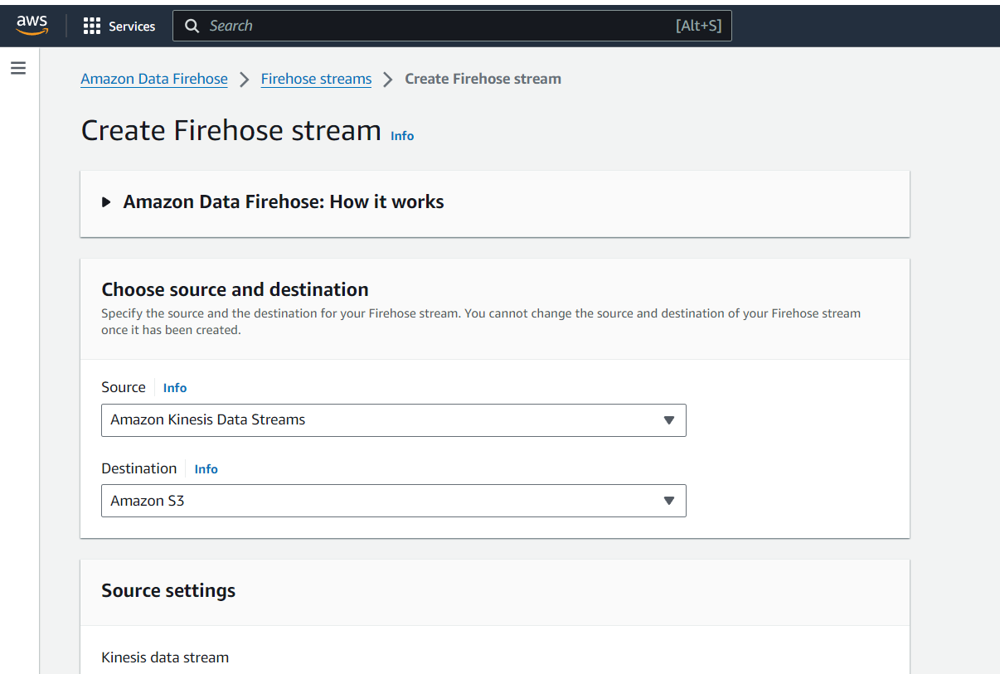 aws
Services
Search [Alt+S]
Amazon Data Firehose > Firehose streams > Create Firehose stream
Create Firehose stream Info
Amazon Data Firehose: How it works
Choose source and destination
Specify the source and the destination for your Firehose stream. You cannot change the source and destination of your Firehose stream
once it has been created.
Source Info
Amazon Kinesis Data Streams
Destination Info
Amazon S3
Source settings
Kinesis data stream